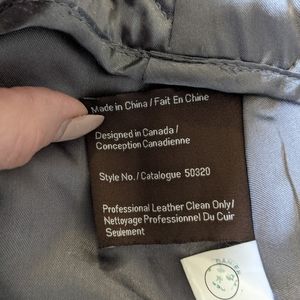 Made in China / Fait En Chine
Designed in Canada /
Conception Canadienne
Style No./ Catalogue 50320
Professional Leather Clean Only/
Nettoyage Professionnel Du Cuir
Seulement